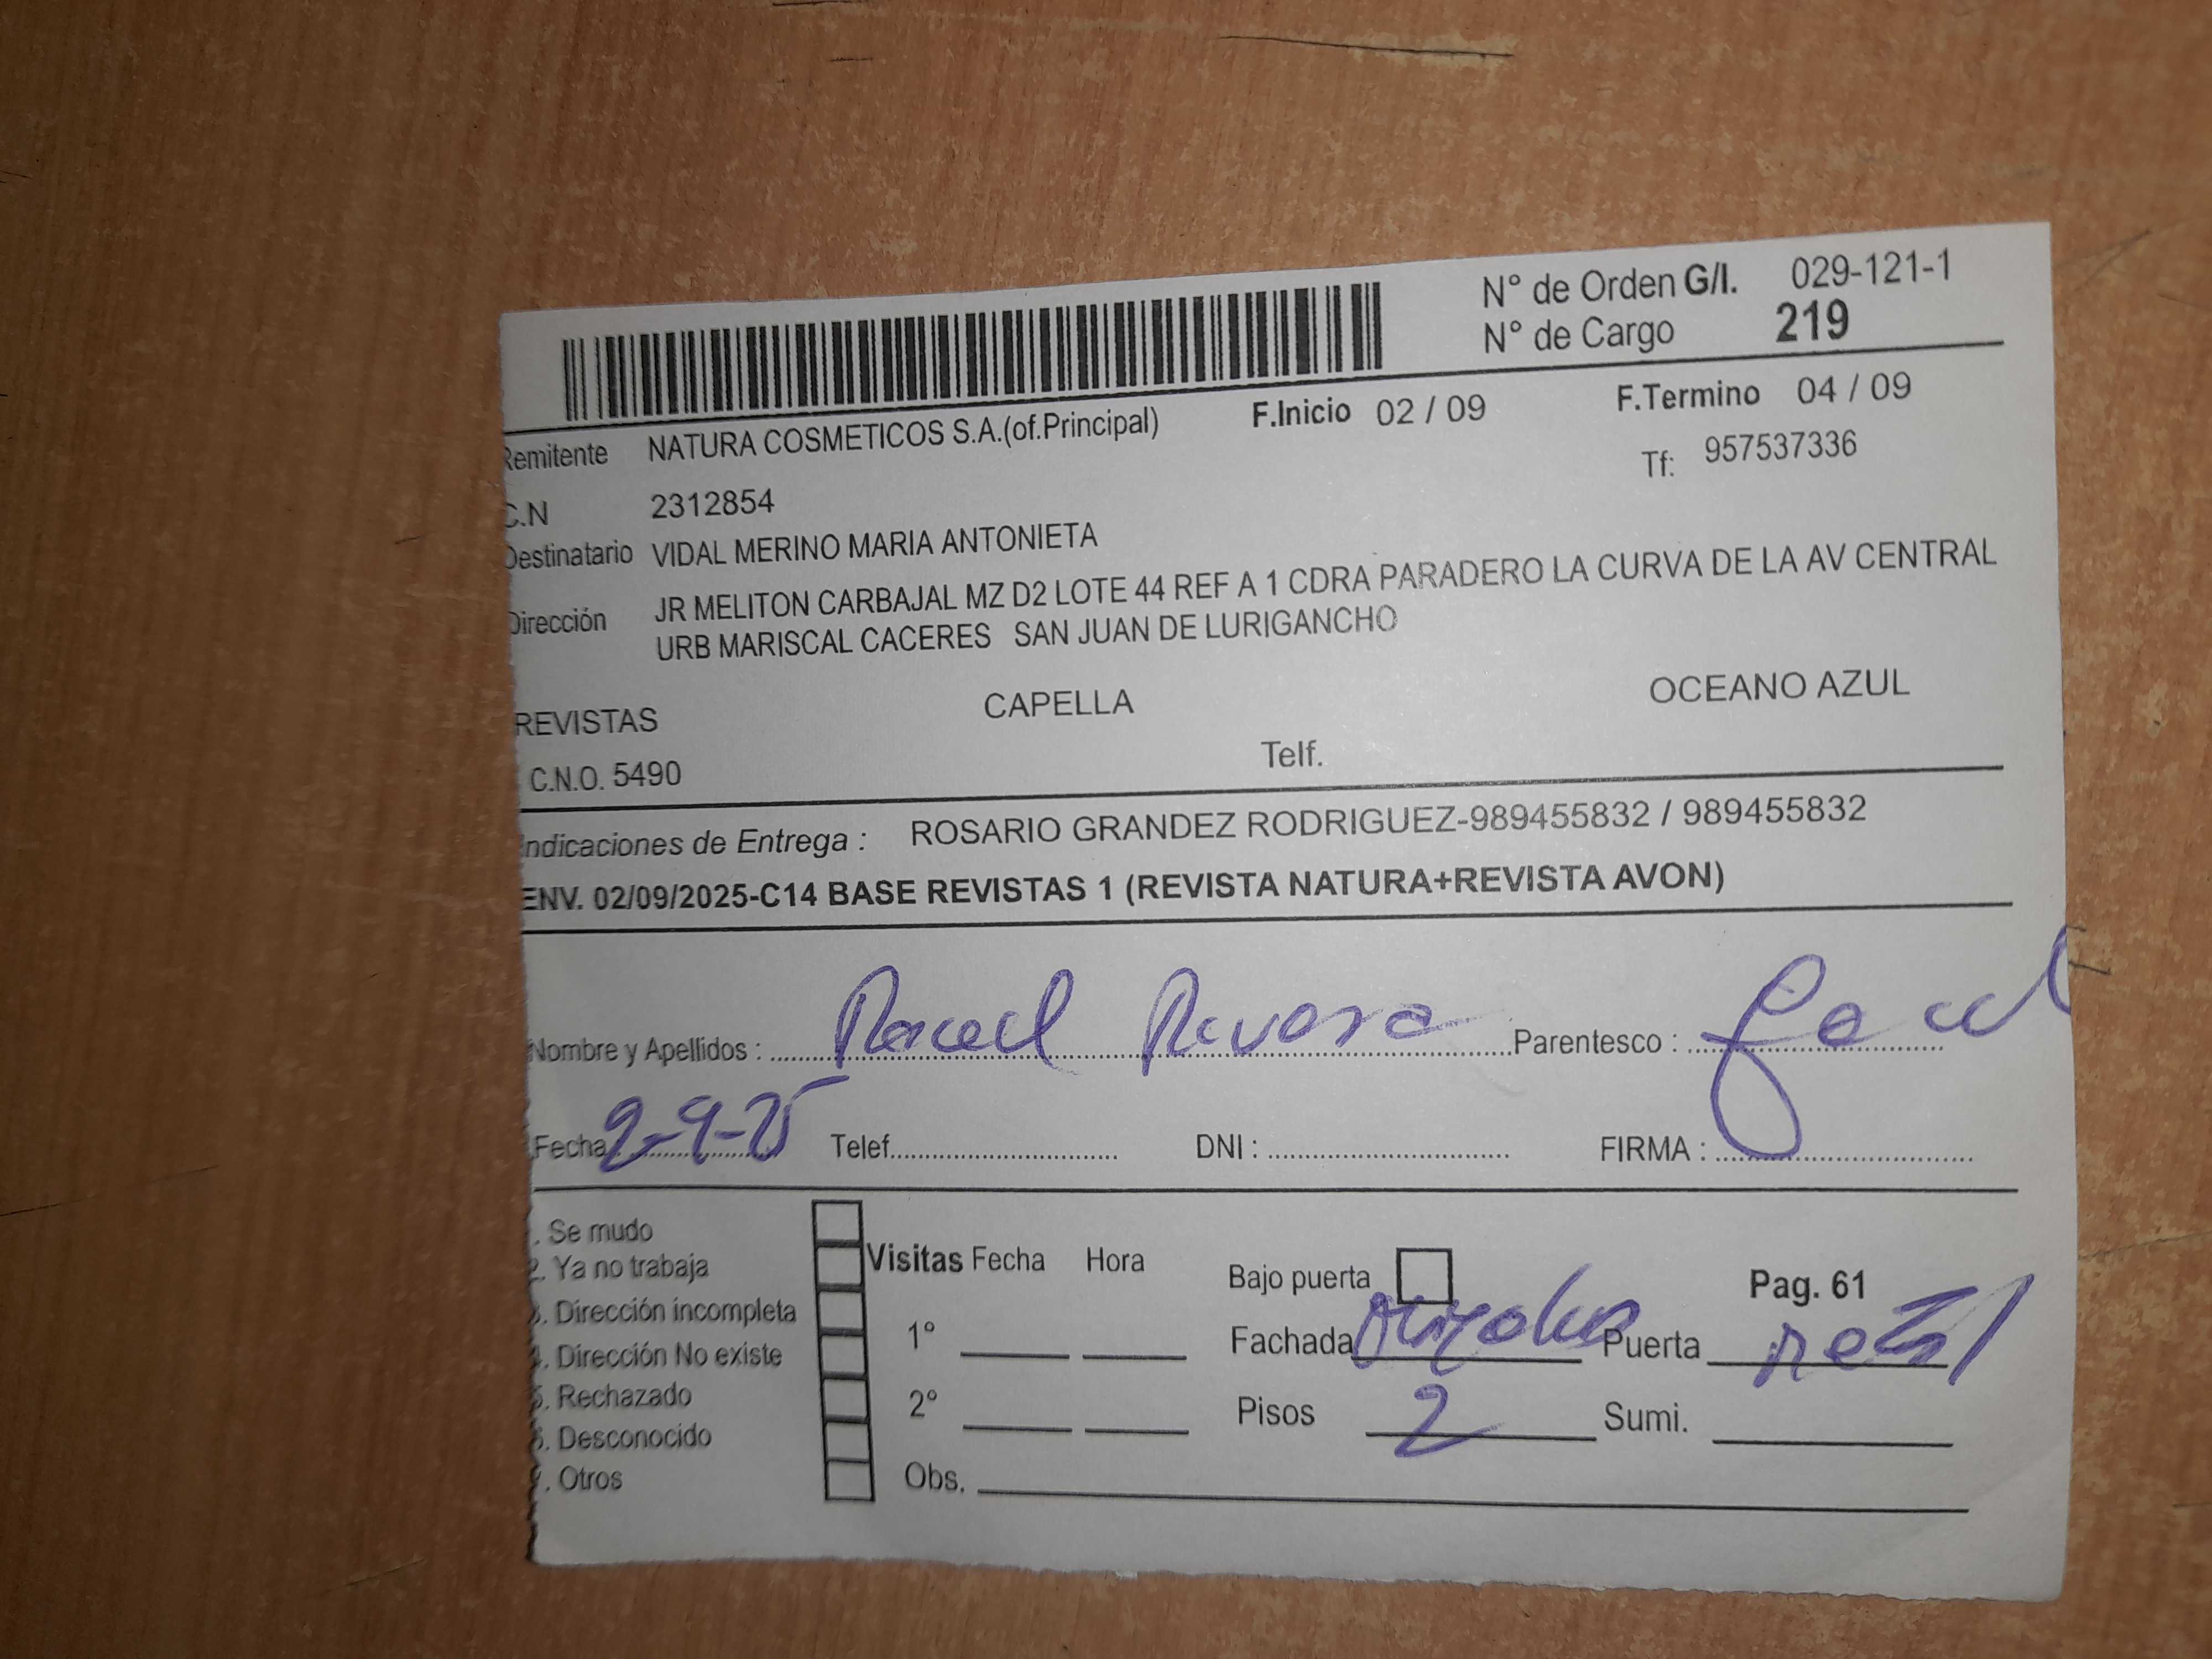 N° de Orden G/I. 029-121-1
N° de Cargo 219
Remitente NATURA COSMETICOS S.A.(of.Principal) F.Inicio 02 / 09 F.Termino 04 / 09
Tf: 957537336
C.N 2312854
Destinatario VIDAL MERINO MARIA ANTONIETA
Dirección JR MELITON CARBAJAL MZ D2 LOTE 44 REF A 1 CDRA PARADERO LA CURVA DE LA AV CENTRAL
URB MARISCAL CACERES SAN JUAN DE LURIGANCHO
REVISTAS CAPELLA OCEANO AZUL
C.N.O. 5490 Telf.
Indicaciones de Entrega : ROSARIO GRANDEZ RODRIGUEZ-989455832 / 989455832
ENV. 02/09/2025-C14 BASE REVISTAS 1 (REVISTA NATURA+REVISTA AVON)
Nombre y Apellidos : Parentesco :
Fecha 2-9-25 Telef. DNI : FIRMA :
. Se mudo
2. Ya no trabaja Visitas Fecha Hora Bajo puerta Pag. 61
3. Dirección incompleta 1° Fachada Puerta
4. Dirección No existe
5. Rechazado 2° Pisos 2 Sumi.
6. Desconocido
7. Otros Obs.